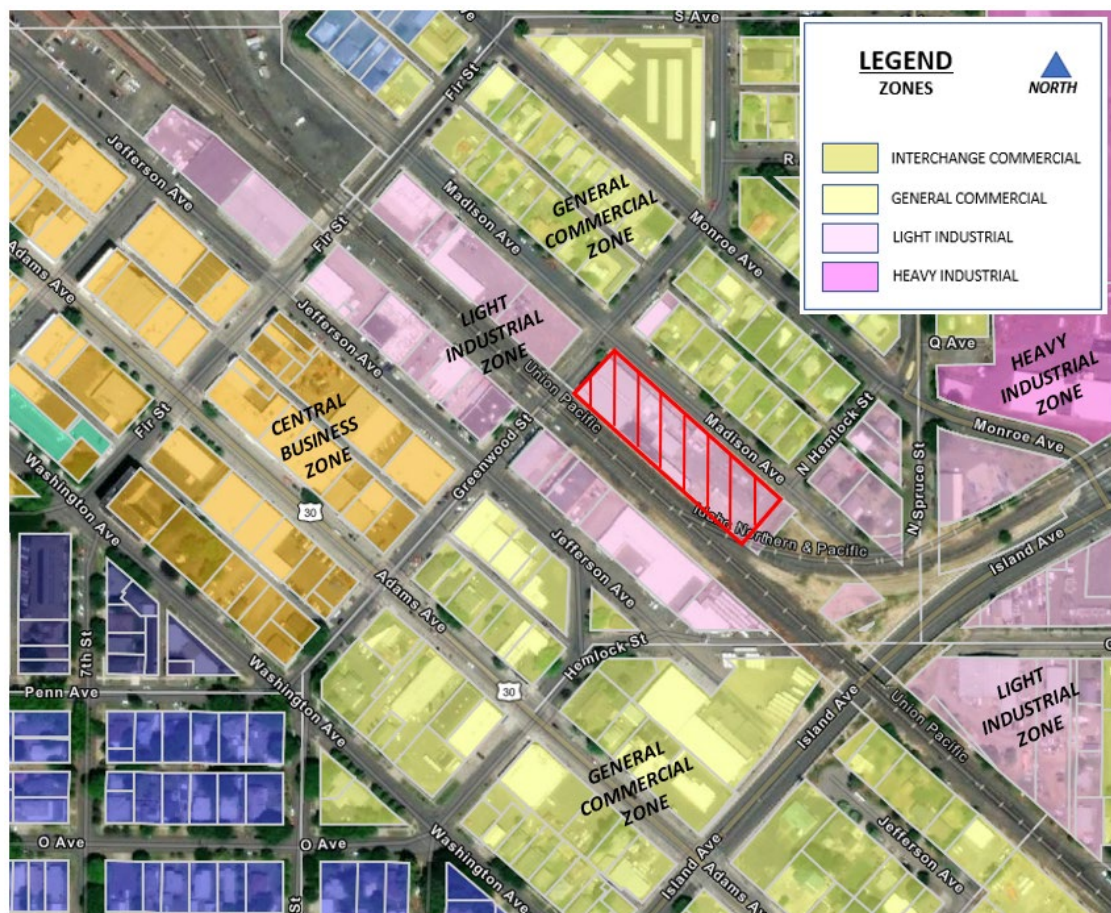 S Ave
LEGEND
ZONES
NORTH
INTERCHANGE COMMERCIAL
GENERAL COMMERCIAL
LIGHT INDUSTRIAL
HEAVY INDUSTRIAL
Fir St
Jefferson Ave
Madison Ave
GENERAL
COMMERCIAL
ZONE
R
Monroe Ave
Fir St
Adams Ave
Jefferson Ave
LIGHT
INDUSTRIAL
ZONE
Union Pacific
Q Ave
HEAVY
INDUSTRIAL
ZONE
Monroe Ave
Madison Ave
N Hemlock St
N Spruce St
Fir St
CENTRAL
BUSINESS
ZONE
Greenwood St
Idaho Northern & Pacific
Island Ave
Washington Ave
30
Jefferson Ave
Adams Ave
Hemlock St
7th St
Penn Ave
Washington Ave
30
Island Ave
Union Pacific
LIGHT
INDUSTRIAL
ZONE
GENERAL
COMMERCIAL
ZONE
O Ave
O Ave
Washington Ave
Island Ave
Adams Ave
Jefferson Ave
St